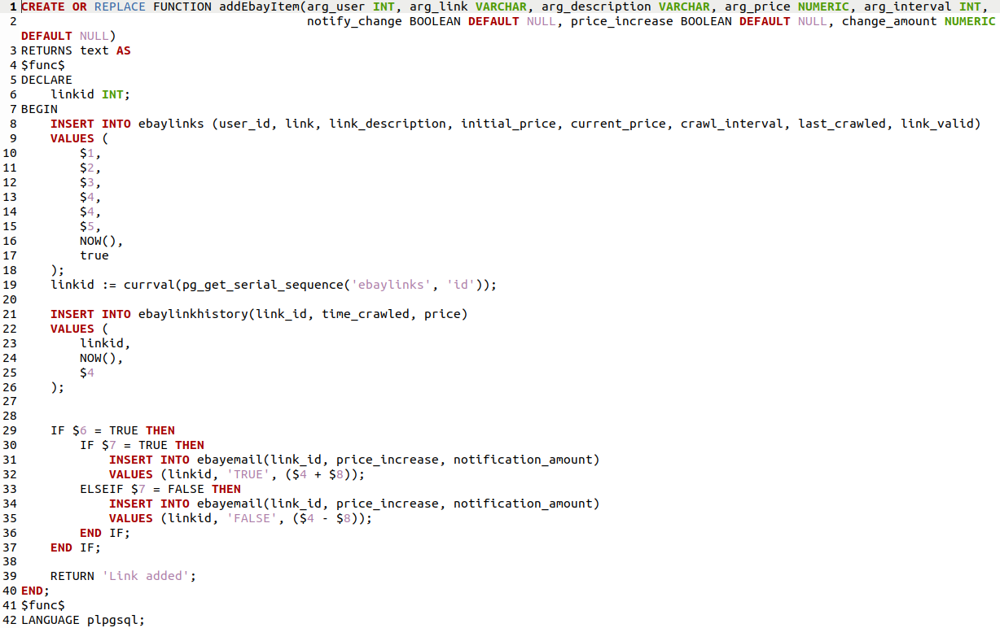 1 CREATE OR REPLACE FUNCTION addEbayItem(arg_user INT, arg_link VARCHAR, arg_description VARCHAR, arg_price NUMERIC, arg_interval INT,
2 notify_change BOOLEAN DEFAULT NULL, price_increase BOOLEAN DEFAULT NULL, change_amount NUMERIC
DEFAULT NULL)
3 RETURNS text AS
4 $func$
5 DECLARE
6 linkid INT;
7 BEGIN
8 INSERT INTO ebaylinks (user_id, link, link_description, initial_price, current_price, crawl_interval, last_crawled, link_valid)
9 VALUES (
10 $1,
11 $2,
12 $3,
13 $4,
14 $4,
15 $5,
16 NOW(),
17 true
18 );
19 linkid := currval(pg_get_serial_sequence('ebaylinks', 'id'));
20
21 INSERT INTO ebaylinkhistory(link_id, time_crawled, price)
22 VALUES (
23 linkid,
24 NOW(),
25 $4
26 );
27
28
29 IF $6 = TRUE THEN
30 IF $7 = TRUE THEN
31 INSERT INTO ebayemail(link_id, price_increase, notification_amount)
32 VALUES (linkid, 'TRUE', ($4 + $8));
33 ELSEIF $7 = FALSE THEN
34 INSERT INTO ebayemail(link_id, price_increase, notification_amount)
35 VALUES (linkid, 'FALSE', ($4 - $8));
36 END IF;
37 END IF;
38
39 RETURN 'Link added';
40 END;
41 $func$
42 LANGUAGE plpgsql;